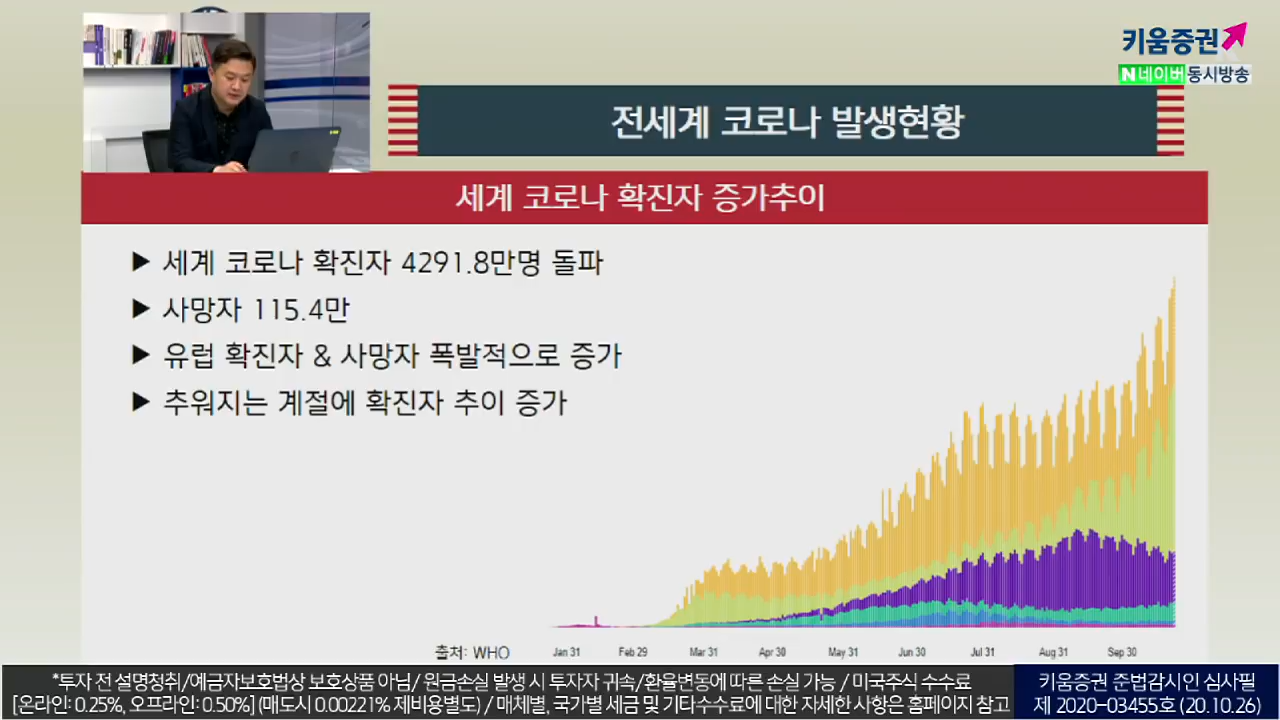 키움증권
N 네이버 동시방송
전세계 코로나 발생현황
세계 코로나 확진자 증가추이
▶ 세계 코로나 확진자 4291.8만명 돌파
▶ 사망자 115.4만
▶ 유럽 확진자 & 사망자 폭발적으로 증가
▶ 추워지는 계절에 확진자 추이 증가
출처: WHO
Jan 31 Feb 29 Mar 31 Apr 30 May 31 Jun 30 Jul 31 Aug 31 Sep 30
*투자 전 설명청취/예금자보호법상 보호상품 아님/ 원금손실 발생 시 투자자 귀속/환율변동에 따른 손실 가능 / 미국주식 수수료
[온라인: 0.25%, 오프라인: 0.50%] (매도시 0.00221% 제비용별도) / 매체별, 국가별 세금 및 기타수수료에 대한 자세한 사항은 홈페이지 참고
키움증권 준법감시인 심사필
제 2020-03455호 (20.10.26)